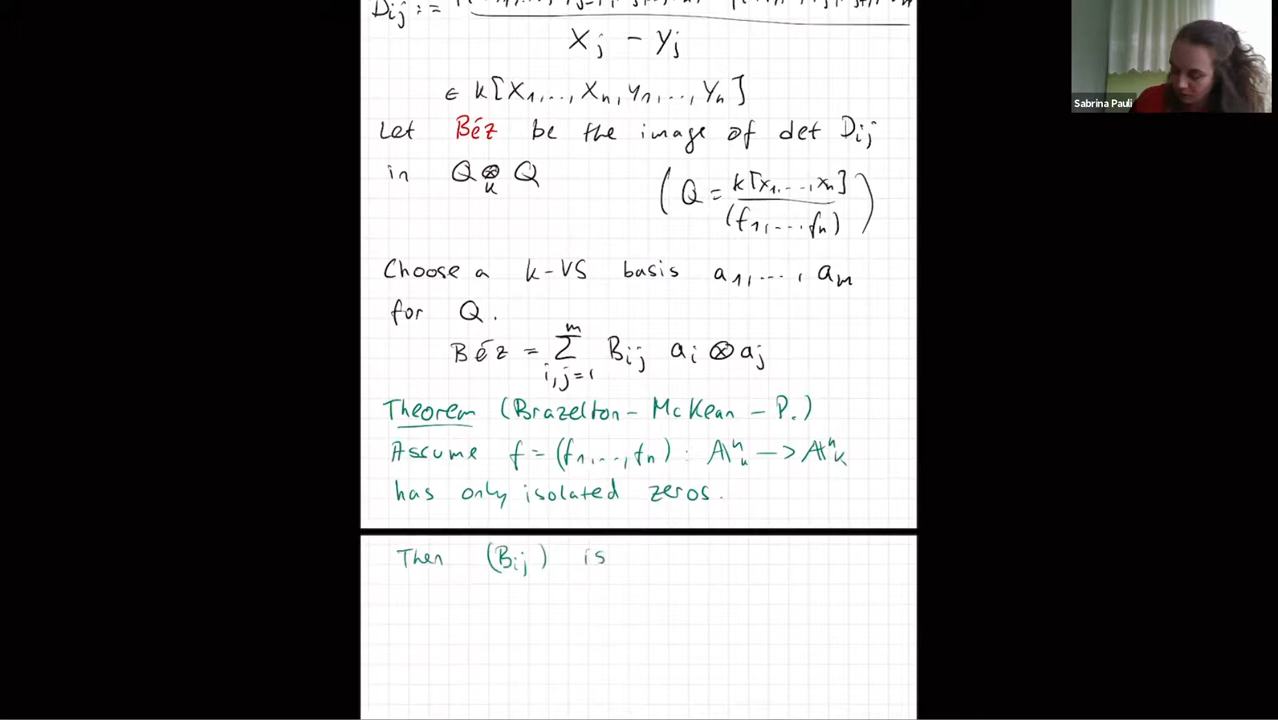 Dij :=
Xj - Yj
∈ k[X1, ..., Xn, Y1, ..., Yn]
Let Béz be the image of det Dij
in Q ⊗k Q (Q = k[x1, ..., xn] / (f1, ... fn))
Choose a k-VS basis a1, ..., am
for Q.
Béz = Σ^m_{i,j=1} Bij ai ⊗ aj
Theorem (Brazelton - McKean - P.)
Assume f = (f1, ..., fn) : A^n_k -> A^n_k
has only isolated zeros.
Then (Bij) is
Sabrina Pauli